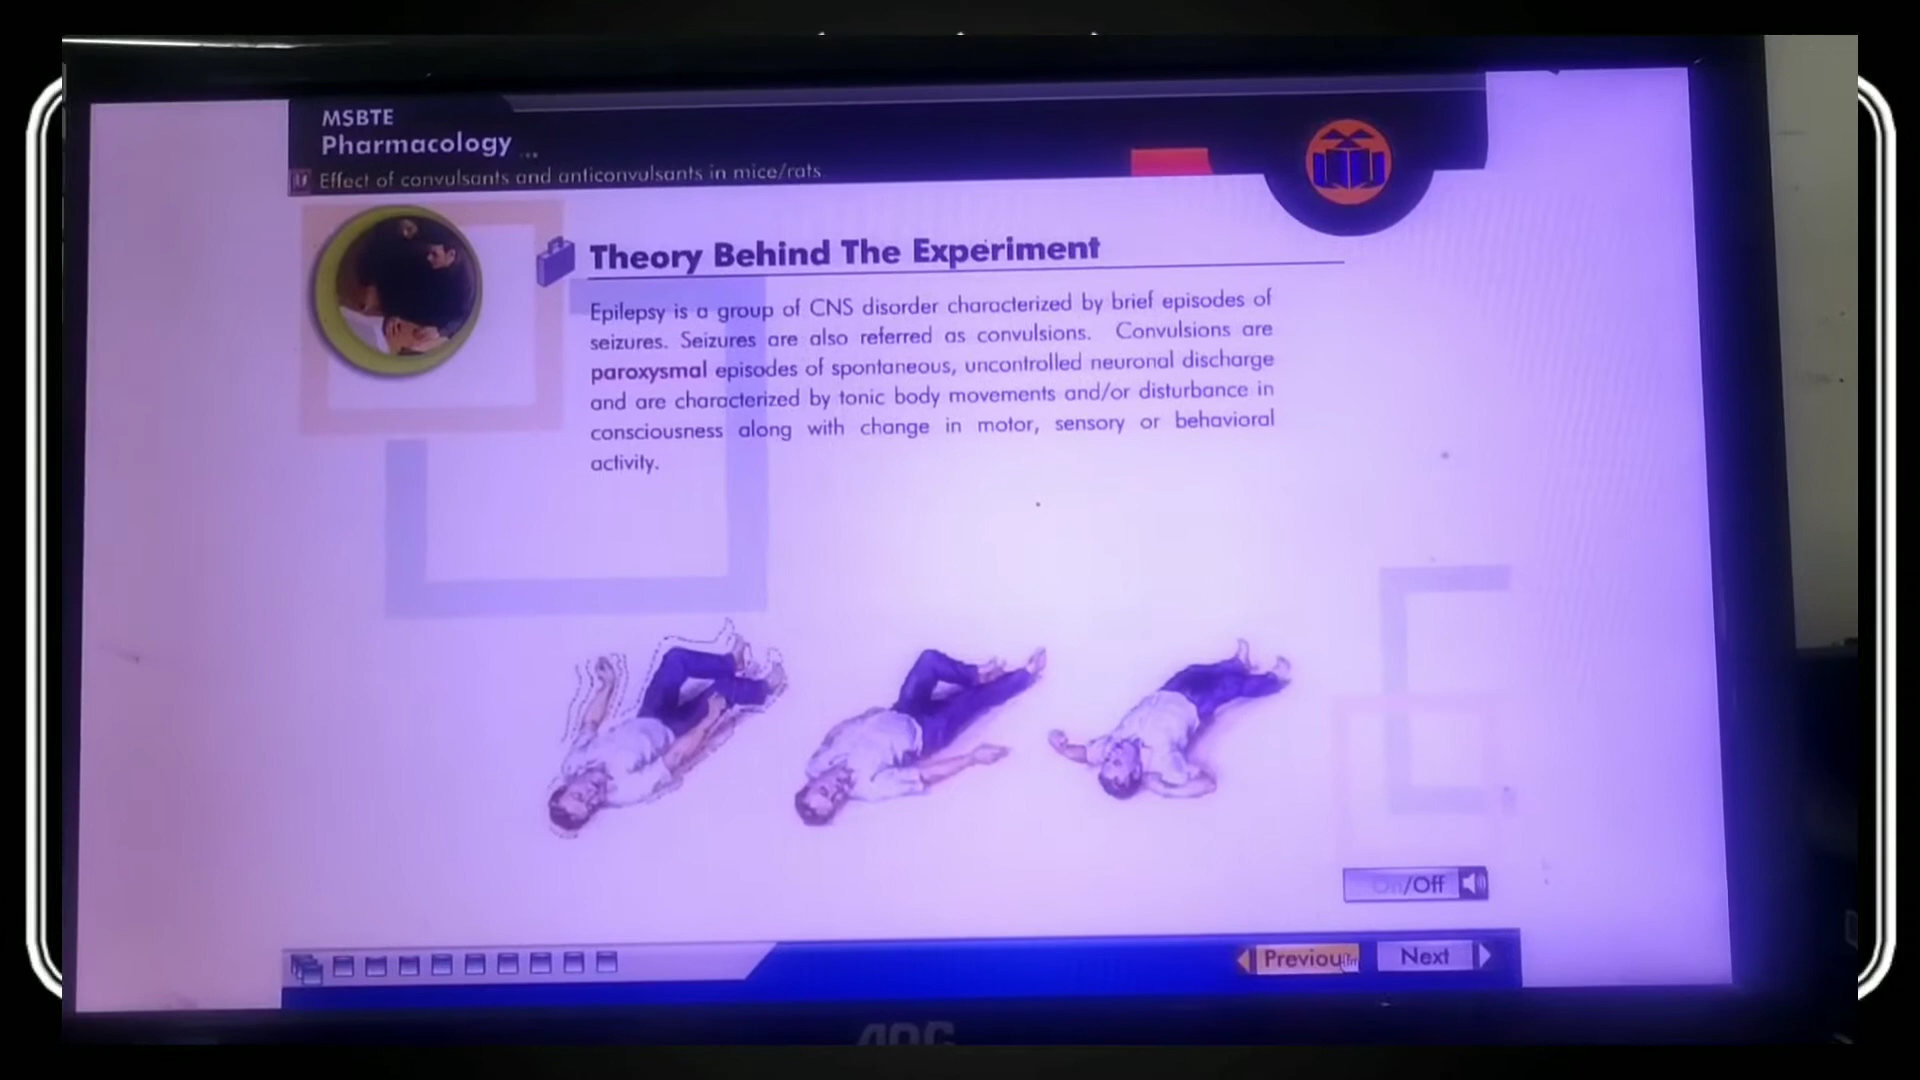 MSBTE
Pharmacology ...
Effect of convulsants and anticonvulsants in mice/rats
Theory Behind The Experiment
Epilepsy is a group of CNS disorder characterized by brief episodes of
seizures. Seizures are also referred as convulsions. Convulsions are
paroxysmal episodes of spontaneous, uncontrolled neuronal discharge
and are characterized by tonic body movements and/or disturbance in
consciousness along with change in motor, sensory or behavioral
activity.
On/Off
Previous
Next
AOC